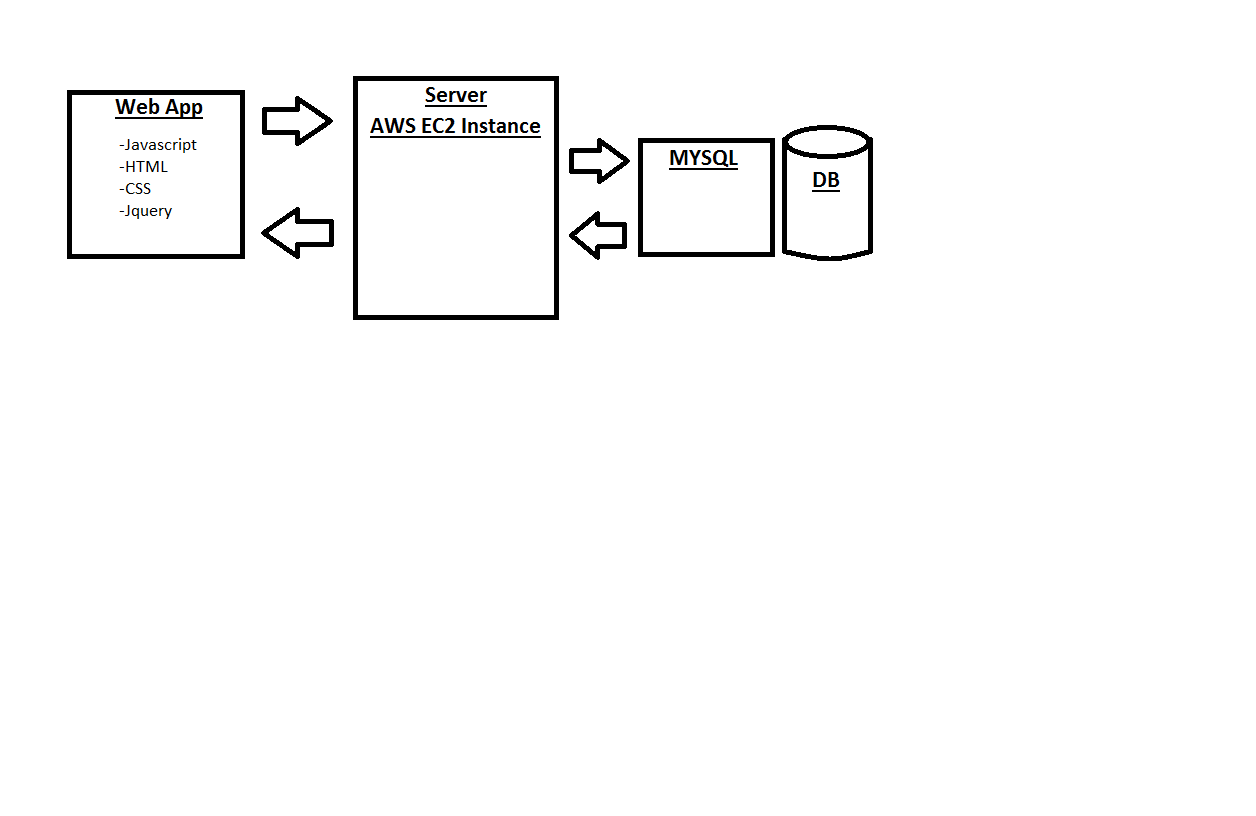 Web App
-Javascript
-HTML
-CSS
-Jquery
Server
AWS EC2 Instance
MYSQL
DB